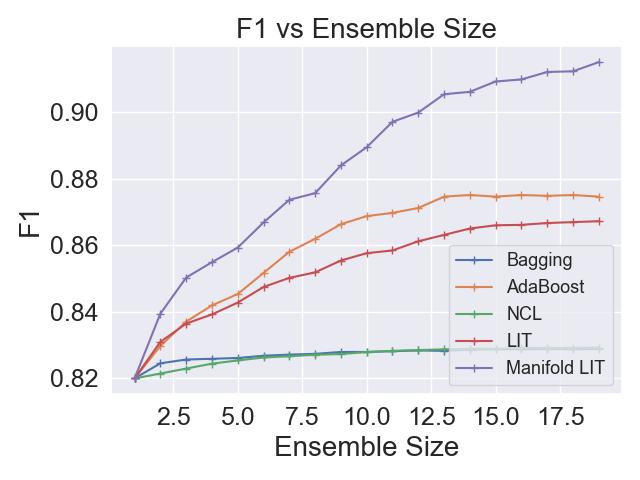 F1 vs Ensemble Size
F1
0.90
0.88
0.86
0.84
0.82
Bagging
AdaBoost
NCL
LIT
Manifold LIT
2.5 5.0 7.5 10.0 12.5 15.0 17.5
Ensemble Size